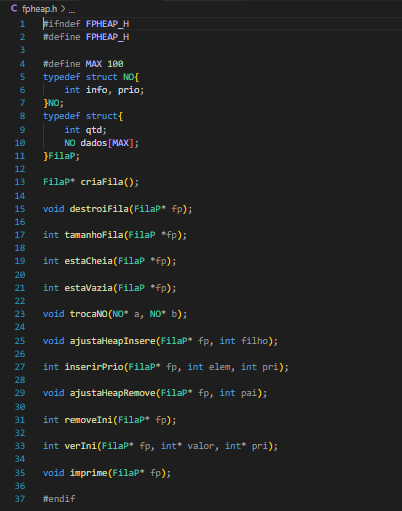 fpheap.h > ...
1 #ifndef FPHEAP_H
2 #define FPHEAP_H
3
4 #define MAX 100
5 typedef struct NO{
6     int info, prio;
7 }NO;
8 typedef struct{
9     int qtd;
10     NO dados[MAX];
11 }FilaP;
12
13 FilaP* criaFila();
14
15 void destroiFila(FilaP* fp);
16
17 int tamanhoFila(FilaP *fp);
18
19 int estaCheia(FilaP *fp);
20
21 int estaVazia(FilaP *fp);
22
23 void trocaNO(NO* a, NO* b);
24
25 void ajustaHeapInsere(FilaP* fp, int filho);
26
27 int inserirPrio(FilaP* fp, int elem, int pri);
28
29 void ajustaHeapRemove(FilaP* fp, int pai);
30
31 int removeIni(FilaP* fp);
32
33 int verIni(FilaP* fp, int* valor, int* pri);
34
35 void imprime(FilaP* fp);
36
37 #endif